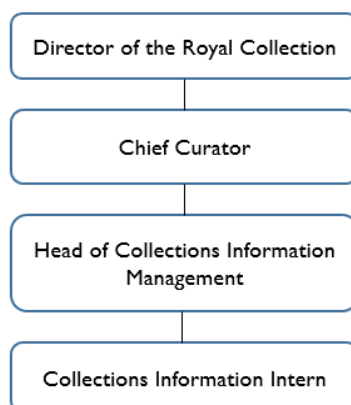 Director of the Royal Collection
Chief Curator
Head of Collections Information
Management
Collections Information Intern